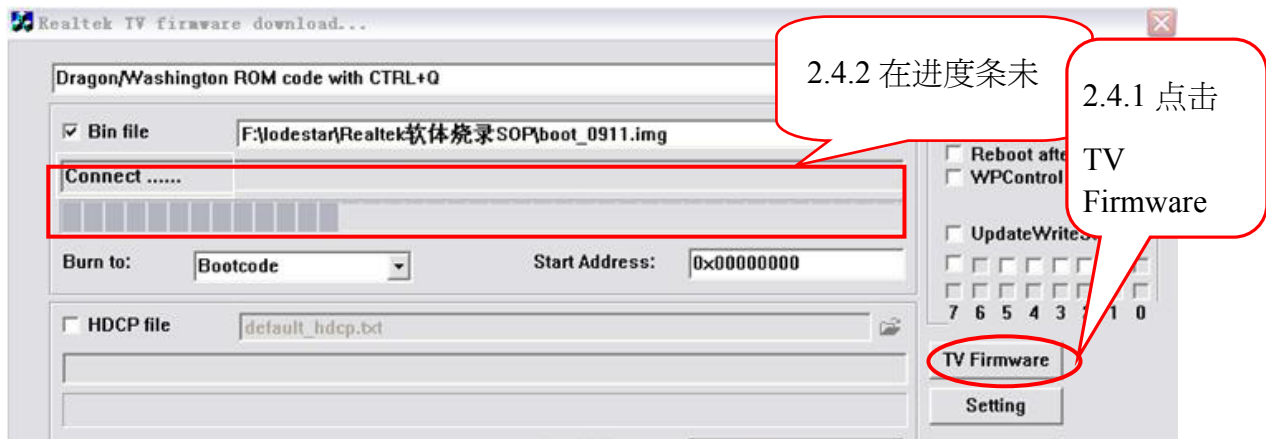 Realtek TV firmware download...
2.4.2 在进度条未
2.4.1 点击
TV
Firmware
Dragon/Washington ROM code with CTRL+Q
Bin file
F:\lodestar\Realtek软体烧录SOP\boot_0911.img
Connect ......
Reboot afte
WPControl
UpdateWriteS
Burn to:
Bootcode
Start Address:
0x00000000
7 6 5 4 3 1 0
HDCP file
default_hdcp.txt
TV Firmware
Setting